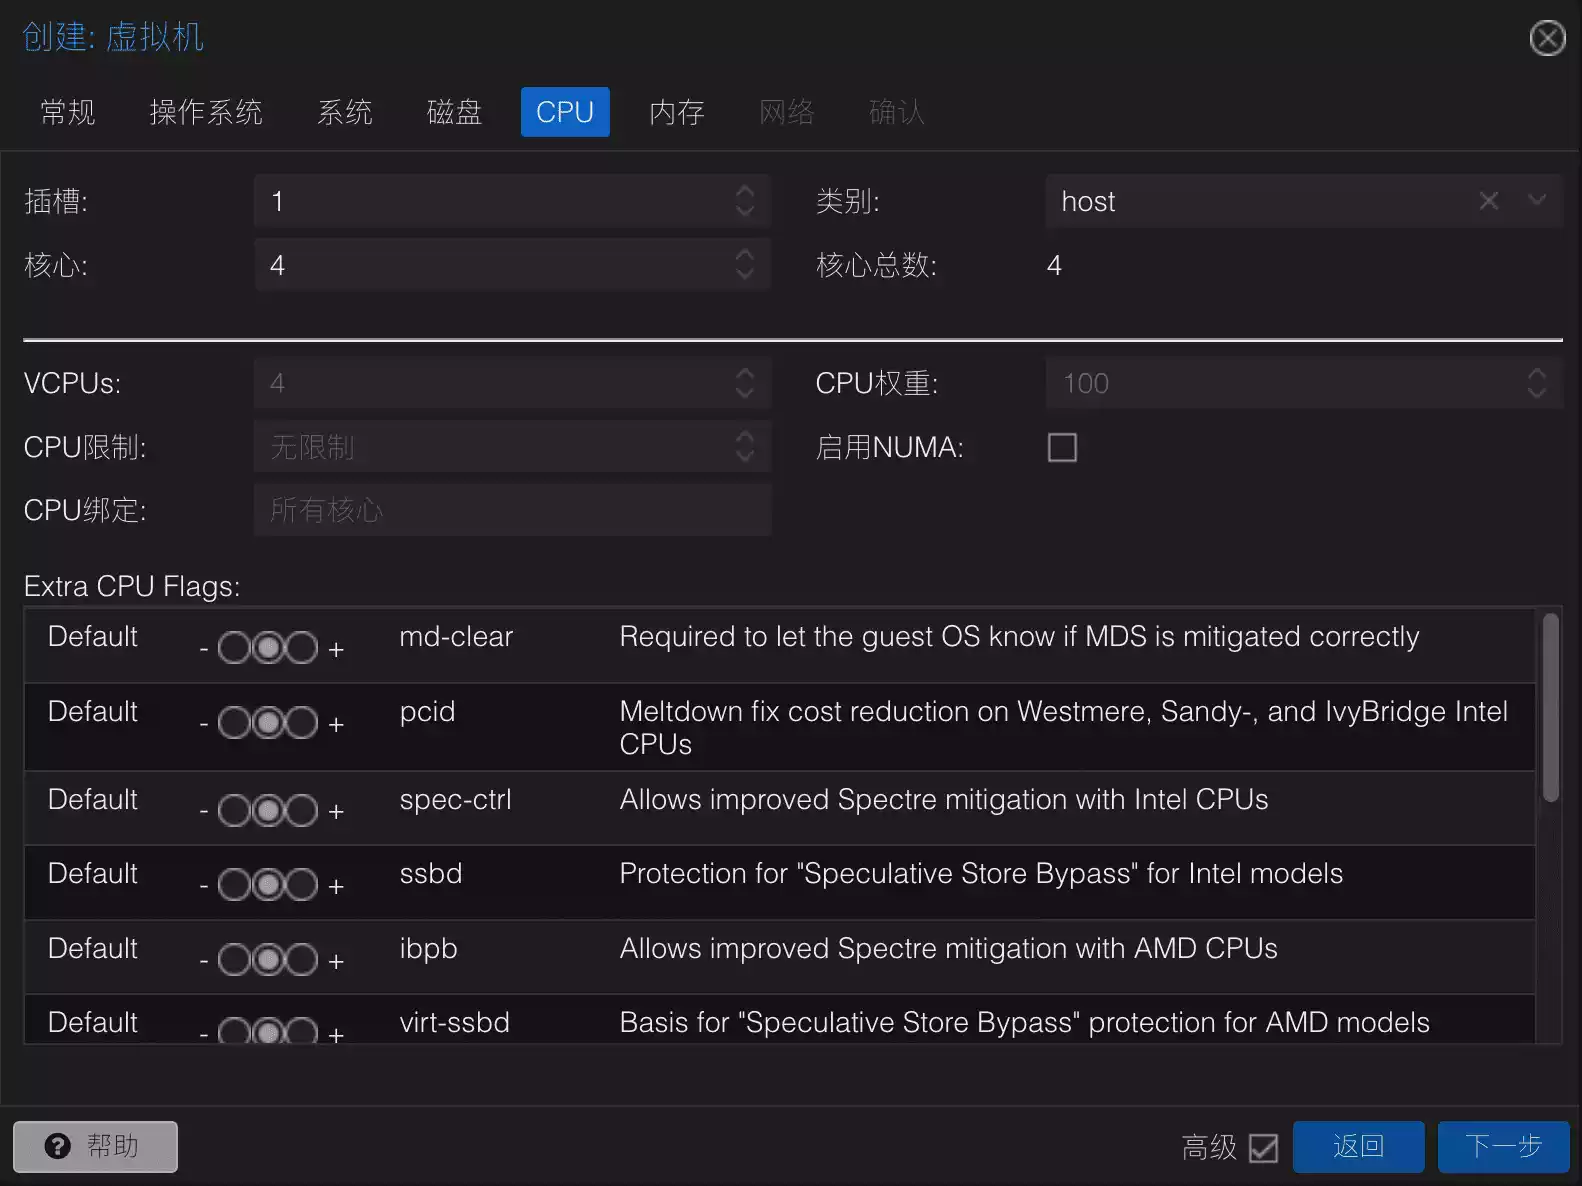 创建: 虚拟机
常规 操作系统 系统 磁盘 CPU 内存 网络 确认
插槽: 1 类别: host
核心: 4 核心总数: 4
VCPUs: 4 CPU权重: 100
CPU限制: 无限制 启用NUMA:
CPU绑定: 所有核心
Extra CPU Flags:
Default - + md-clear Required to let the guest OS know if MDS is mitigated correctly
Default - + pcid Meltdown fix cost reduction on Westmere, Sandy-, and IvyBridge Intel
CPUs
Default - + spec-ctrl Allows improved Spectre mitigation with Intel CPUs
Default - + ssbd Protection for "Speculative Store Bypass" for Intel models
Default - + ibpb Allows improved Spectre mitigation with AMD CPUs
Default - + virt-ssbd Basis for "Speculative Store Bypass" protection for AMD models
? 帮助 高级 返回 下一步